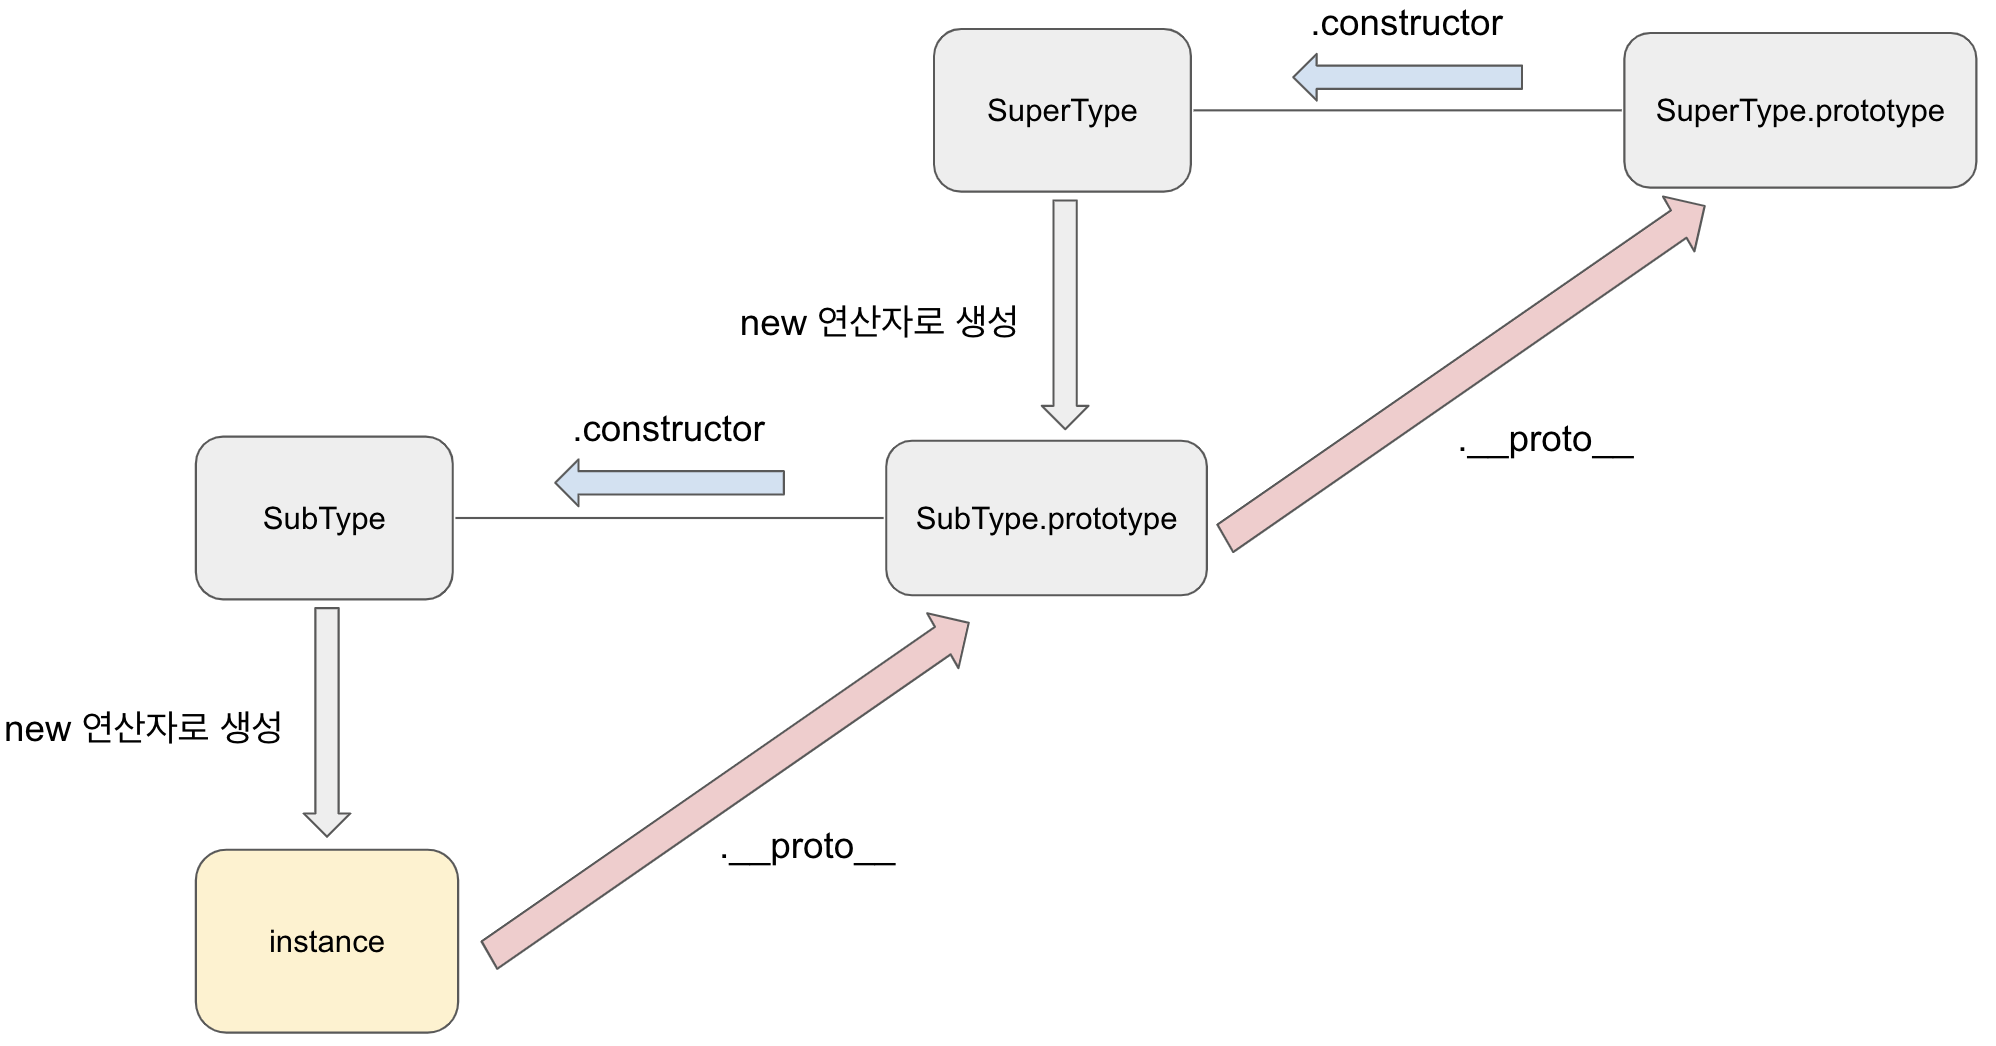 .constructor
SuperType
SuperType.prototype
new 연산자로 생성
.__proto__
.constructor
SubType
SubType.prototype
new 연산자로 생성
.__proto__
instance